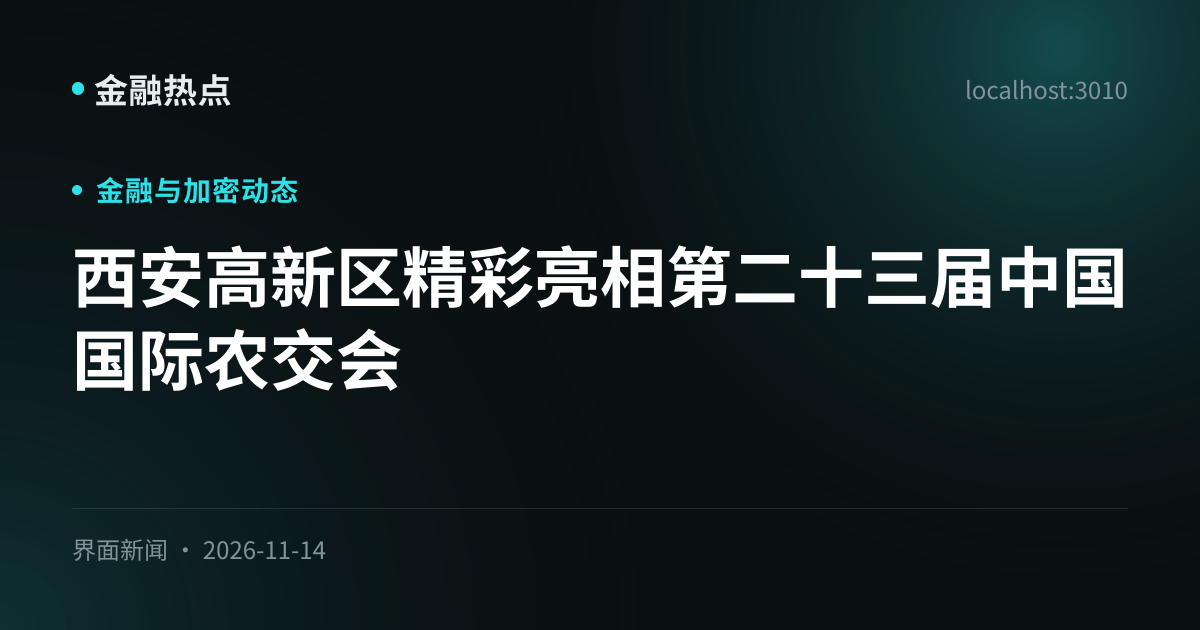 金融热点
localhost:3010
金融与加密动态
西安高新区精彩亮相第二十三届中国
国际农交会
界面新闻 • 2026-11-14